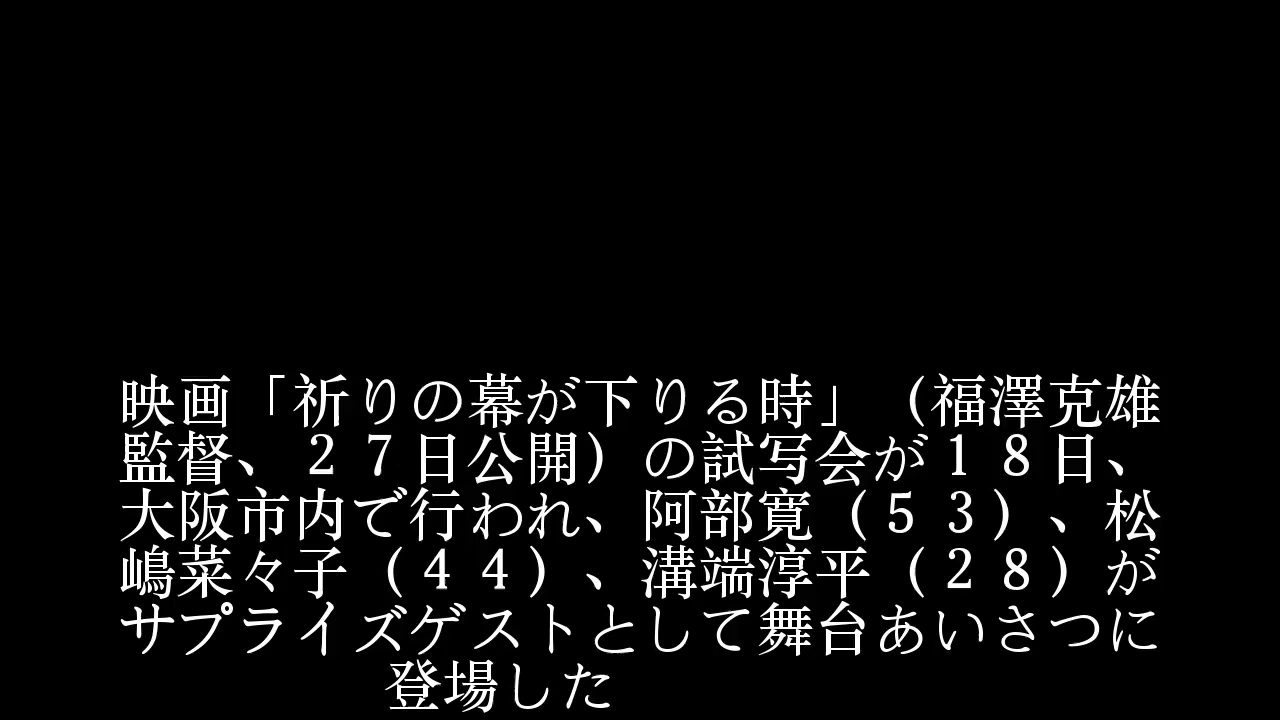 映画「祈りの幕が下りる時」（福澤克雄
監督、２７日公開）の試写会が１８日、
大阪市内で行われ、阿部寛（５３）、松
嶋菜々子（４４）、溝端淳平（２８）が
サプライズゲストとして舞台あいさつに
登場した